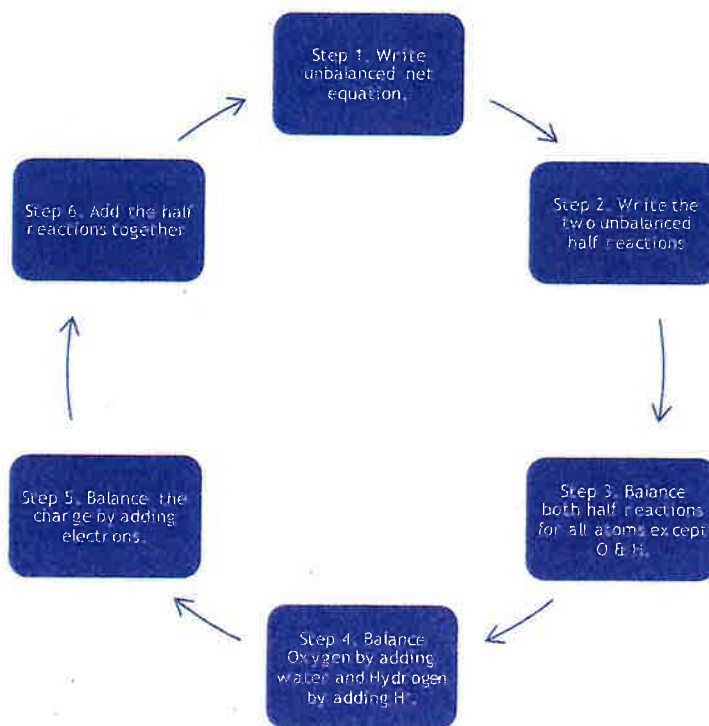 Step 1. Write
unbalanced net
equation.
Step 2. Write the
two unbalanced
half reactions
Step 3. Balance
both half reactions
for all atoms except
O & H.
Step 4. Balance
Oxygen by adding
water and Hydrogen
by adding H⁺.
Step 5. Balance the
charge by adding
electrons.
Step 6. Add the half
reactions together